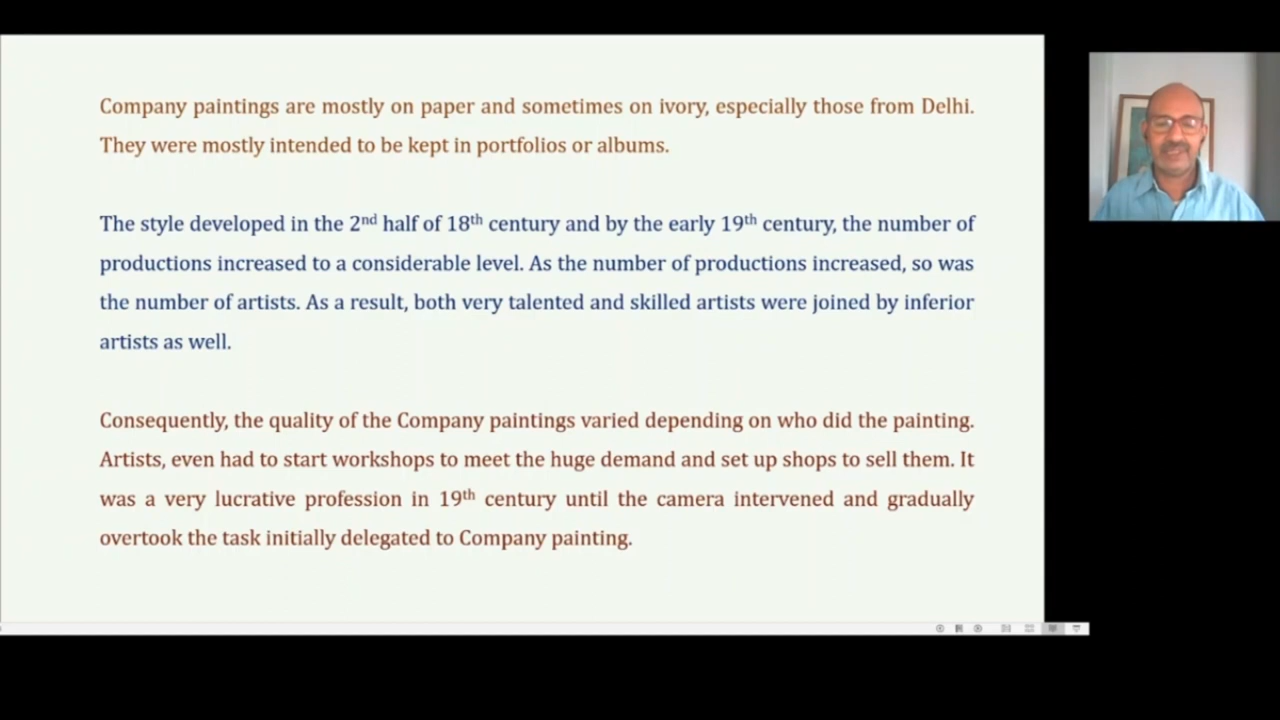 Company paintings are mostly on paper and sometimes on ivory, especially those from Delhi.
They were mostly intended to be kept in portfolios or albums.
The style developed in the 2nd half of 18th century and by the early 19th century, the number of
productions increased to a considerable level. As the number of productions increased, so was
the number of artists. As a result, both very talented and skilled artists were joined by inferior
artists as well.
Consequently, the quality of the Company paintings varied depending on who did the painting.
Artists, even had to start workshops to meet the huge demand and set up shops to sell them. It
was a very lucrative profession in 19th century until the camera intervened and gradually
overtook the task initially delegated to Company painting.